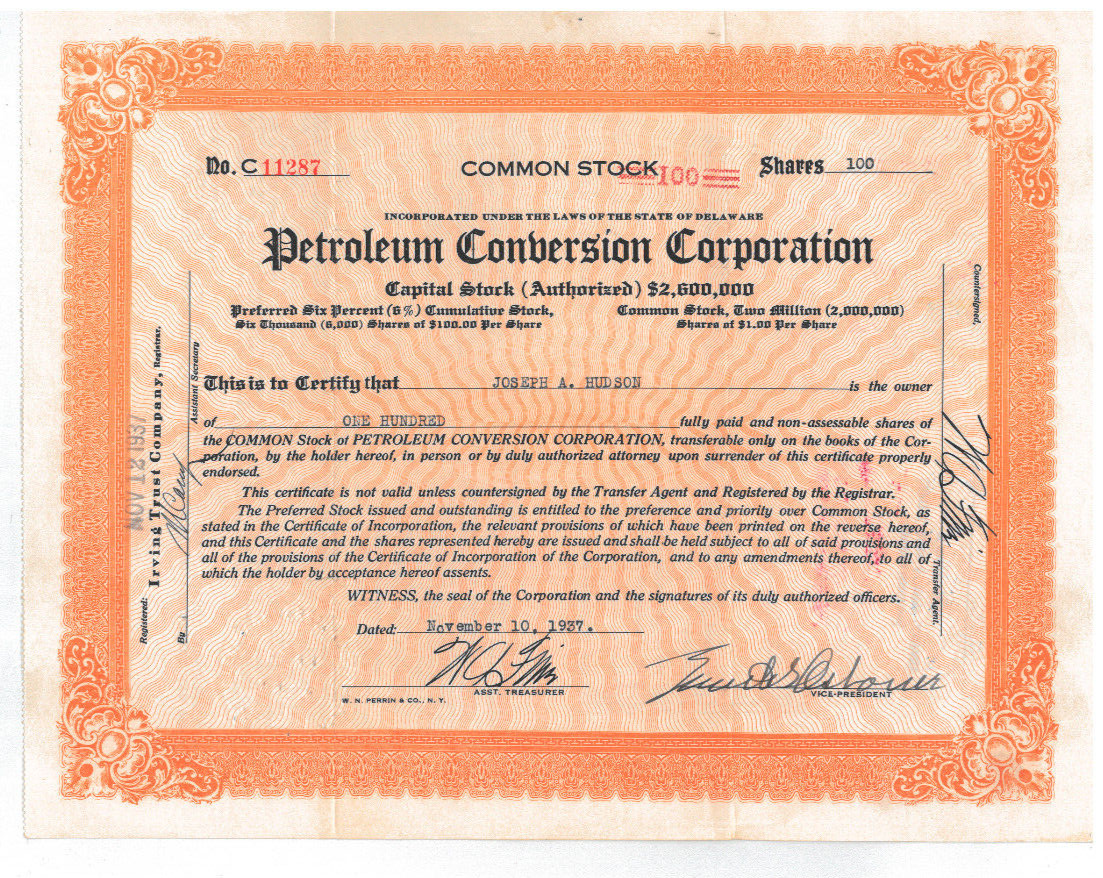 No. C 11287
COMMON STOCK 100
Shares 100
INCORPORATED UNDER THE LAWS OF THE STATE OF DELAWARE
Petroleum Conversion Corporation
Capital Stock (Authorized) $2,600,000
Preferred Six Percent (6%) Cumulative Stock,
Six Thousand (6,000) Shares of $100.00 Per Share
Common Stock, Two Million (2,000,000)
Shares of $1.00 Per Share
This is to Certify that JOSEPH A. HUDSON is the owner
of ONE HUNDRED fully paid and non-assessable shares of
the COMMON Stock of PETROLEUM CONVERSION CORPORATION, transferable only on the books of the Cor-
poration, by the holder hereof, in person or by duly authorized attorney upon surrender of this certificate properly
endorsed.
This certificate is not valid unless countersigned by the Transfer Agent and Registered by the Registrar.
The Preferred Stock issued and outstanding is entitled to the preference and priority over Common Stock, as
stated in the Certificate of Incorporation, the relevant provisions of which have been printed on the reverse hereof,
and this Certificate and the shares represented hereby are issued and shall be held subject to all of said provisions and
all of the provisions of the Certificate of Incorporation of the Corporation, and to any amendments thereof, to all of
which the holder by acceptance hereof assents.
WITNESS, the seal of the Corporation and the signatures of its duly authorized officers.
Dated: November 10, 1937.
ASST. TREASURER
VICE-PRESIDENT
W. N. PERRIN & CO., N. Y.
NOV 12 1937
Registered:
Irving Trust Company, Registrar.
By
Assistant Secretary
Countersigned,
Transfer Agent.